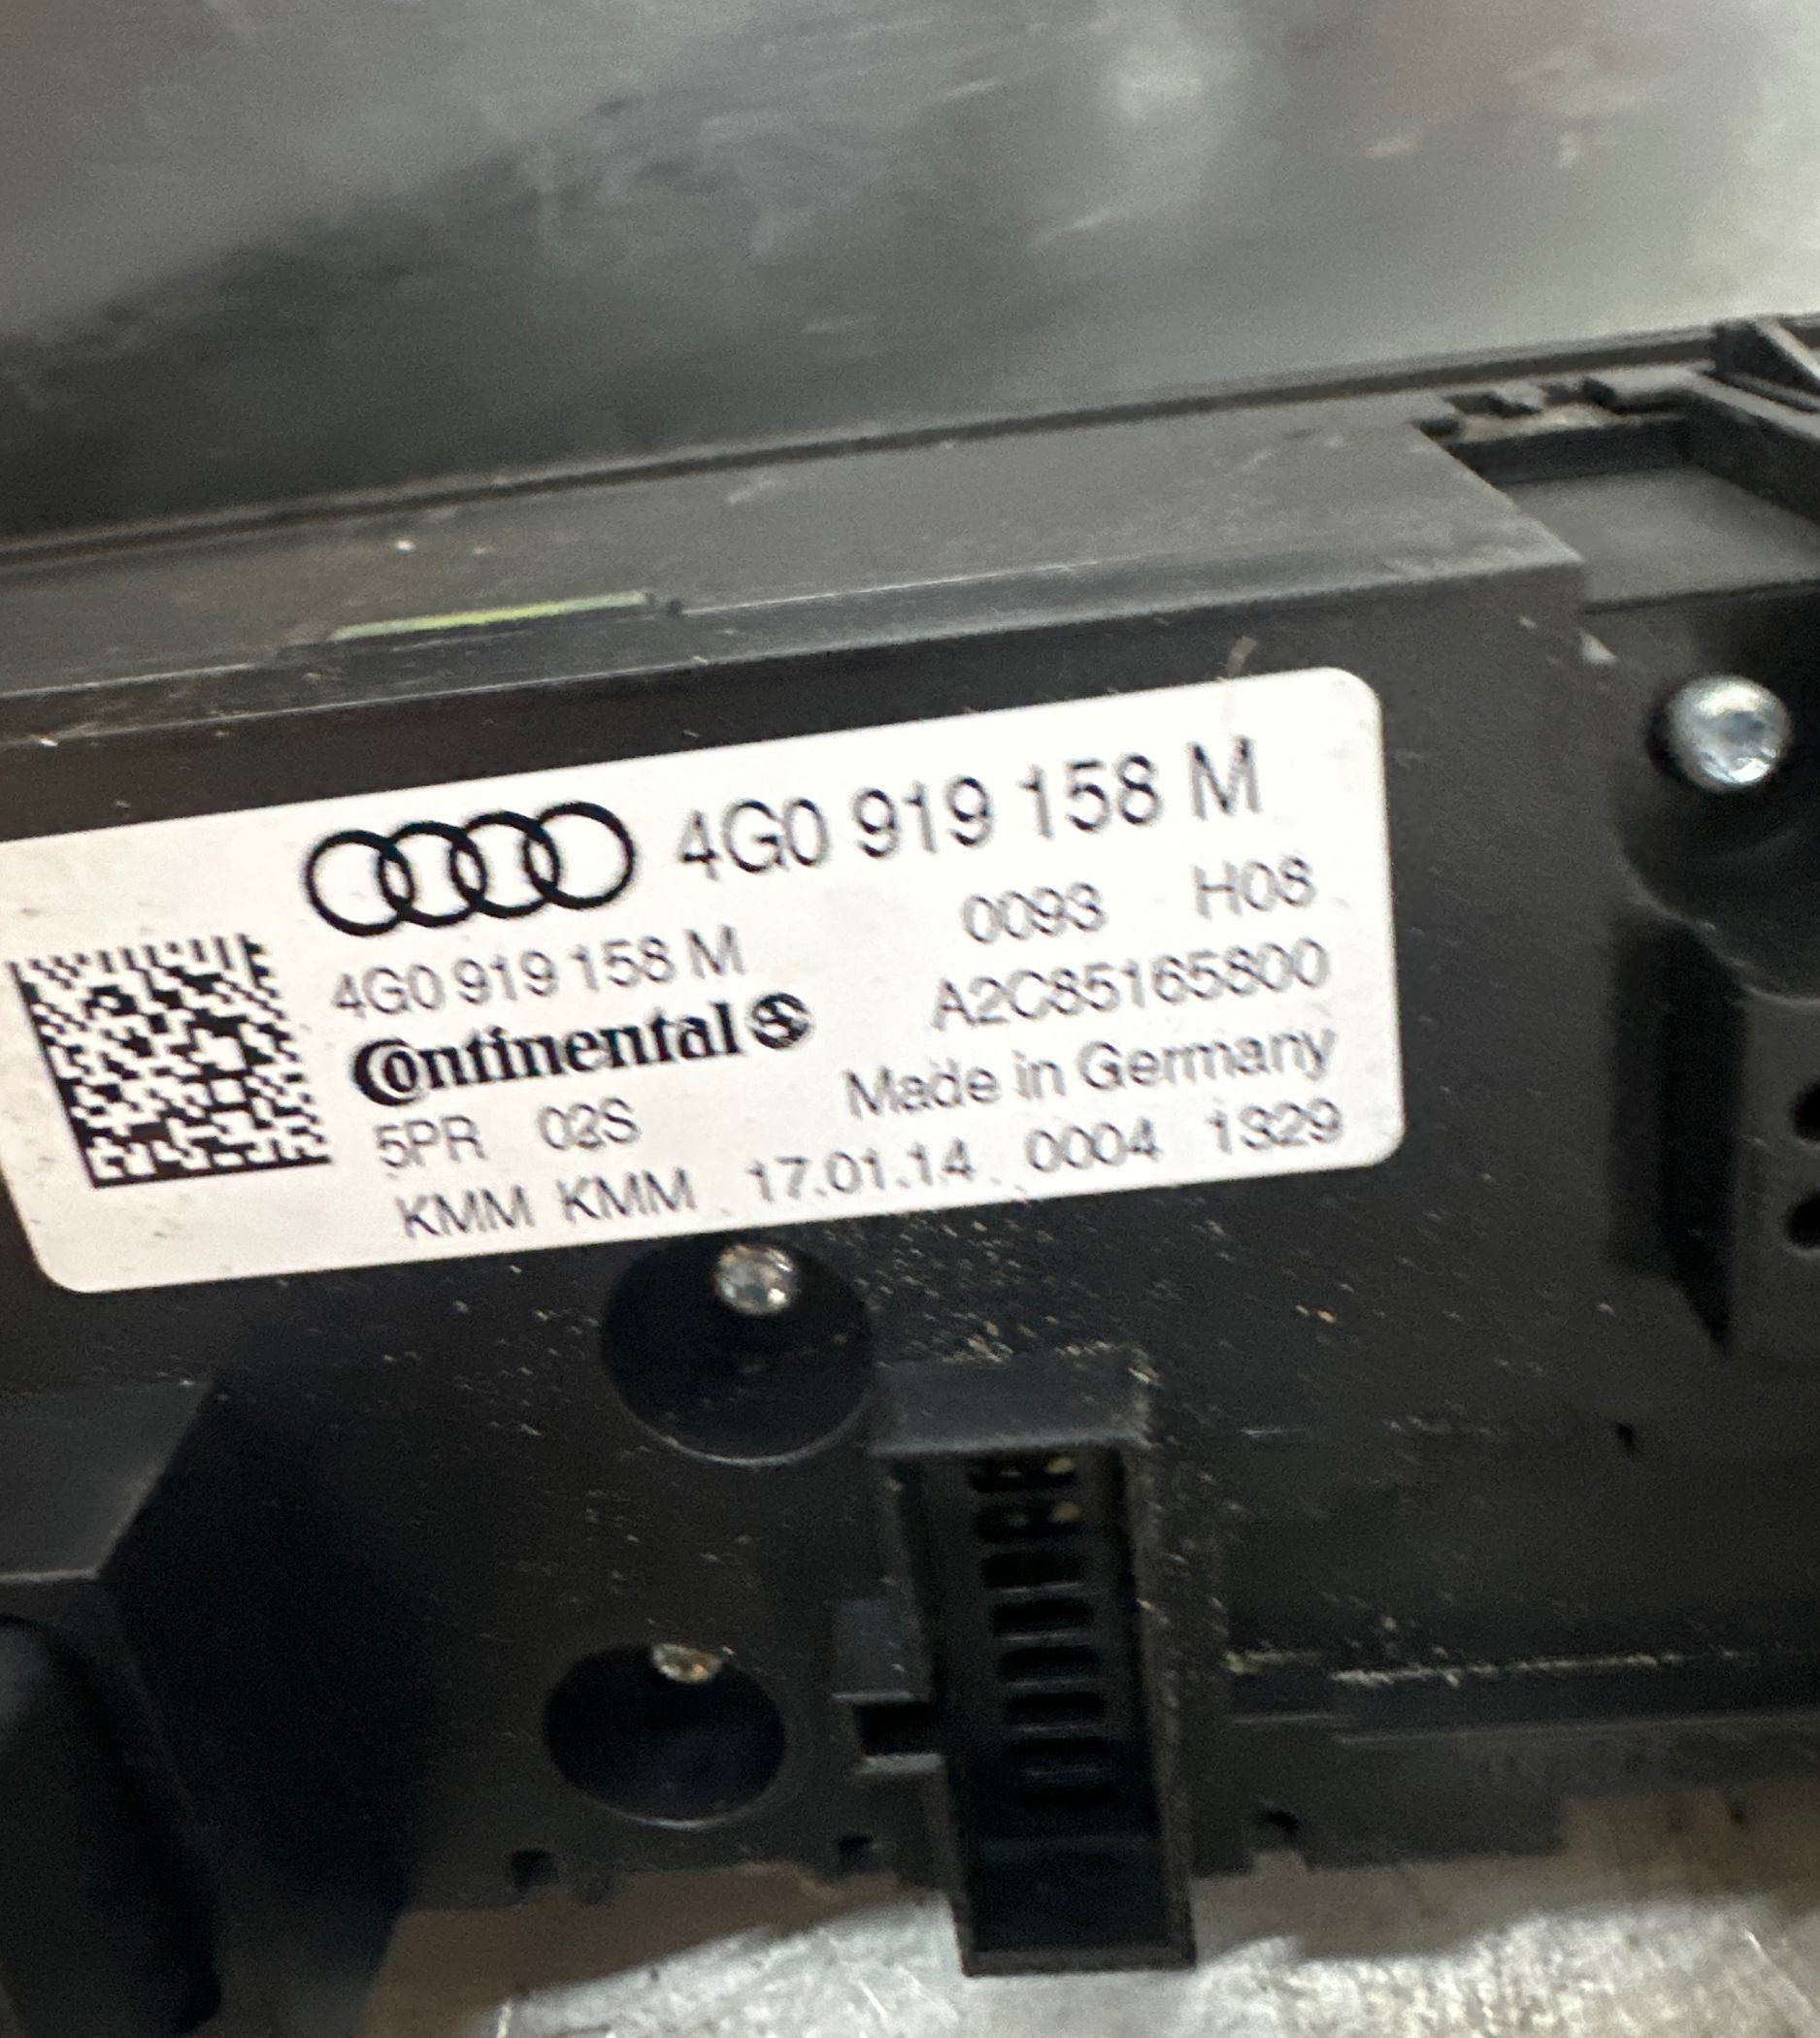 4G0 919 158 M
0093 H08
4G0 919 158 M
A2C85165800
Continental
Made in Germany
5PR 02S
KMM KMM 17.01.14 0004 1329